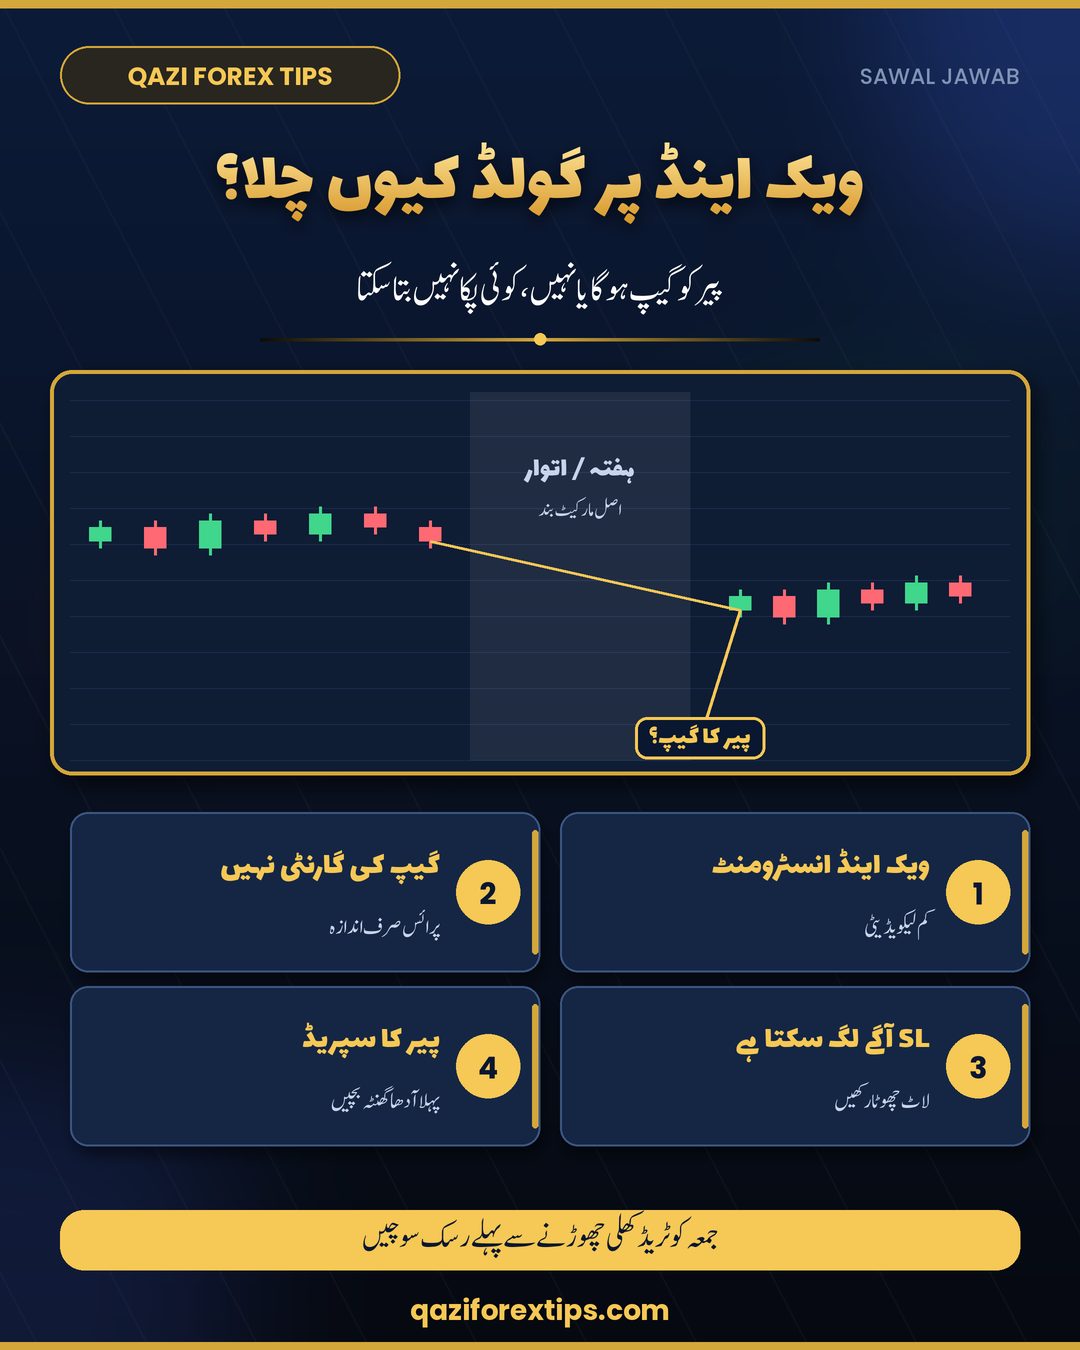 QAZI FOREX TIPS
SAWAL JAWAB
ویک اینڈ پر گولڈ کیوں چلا؟
پیر کو گیپ ہو گا یا نہیں، کوئی پکا نہیں بتا سکتا
ہفتہ / اتوار
اصل مارکیٹ بند
پیر کا گیپ؟
1
ویک اینڈ انسٹرومنٹ
کم لیکویڈیٹی
2
گیپ کی گارنٹی نہیں
پرائس صرف اندازہ
3
SL آگے لگ سکتا ہے
لاٹ چھوٹا رکھیں
4
پیر کا سپریڈ
پہلا آدھا گھنٹہ بچیں
جمعہ کو ٹریڈ کھلی چھوڑنے سے پہلے رسک سوچیں
qaziforextips.com